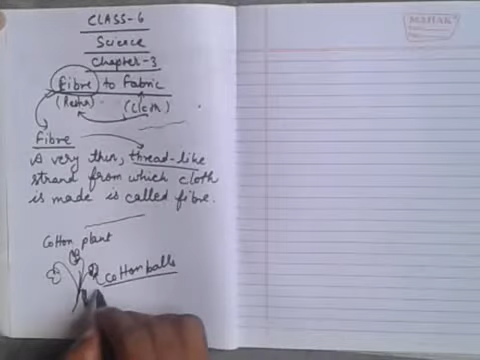 CLASS-6
Science
Chapter-3
Fibre to Fabric
(Resha) (Cloth)
Fibre
A very thin, thread-like
strand from which cloth
is made is called fibre.
Cotton plant
Cotton balls